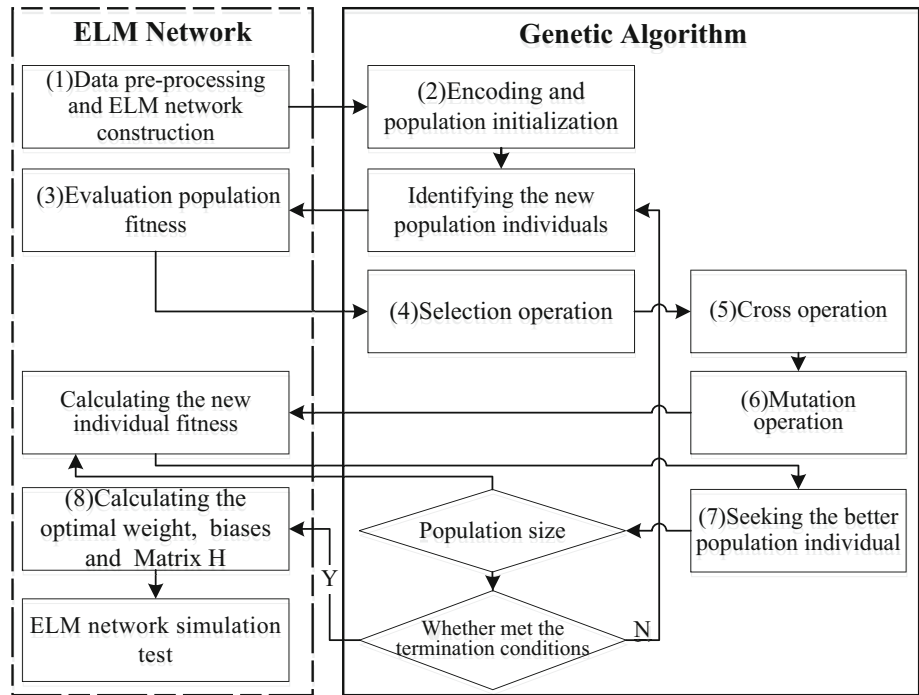 ELM Network
Genetic Algorithm
(1)Data pre-processing
and ELM network
construction
(2)Encoding and
population initialization
(3)Evaluation population
fitness
Identifying the new
population individuals
(4)Selection operation
(5)Cross operation
Calculating the new
individual fitness
(6)Mutation
operation
(8)Calculating the
optimal weight, biases
and Matrix H
Population size
(7)Seeking the better
population individual
Y
ELM network simulation
test
Whether met the
termination conditions
N